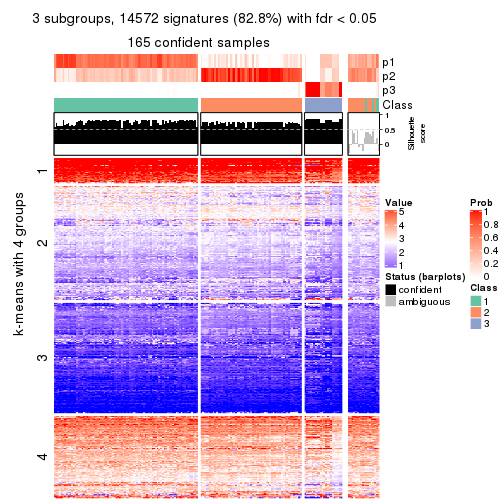 3 subgroups, 14572 signatures (82.8%) with fdr < 0.05
165 confident samples
p1
p2
p3
Class
1
0.5
0
Silhouette
score
k-means with 4 groups
1
2
3
4
Value
5
4
3
2
1
Status (barplots)
confident
ambiguous
Prob
1
0.8
0.6
0.4
0.2
0
Class
1
2
3